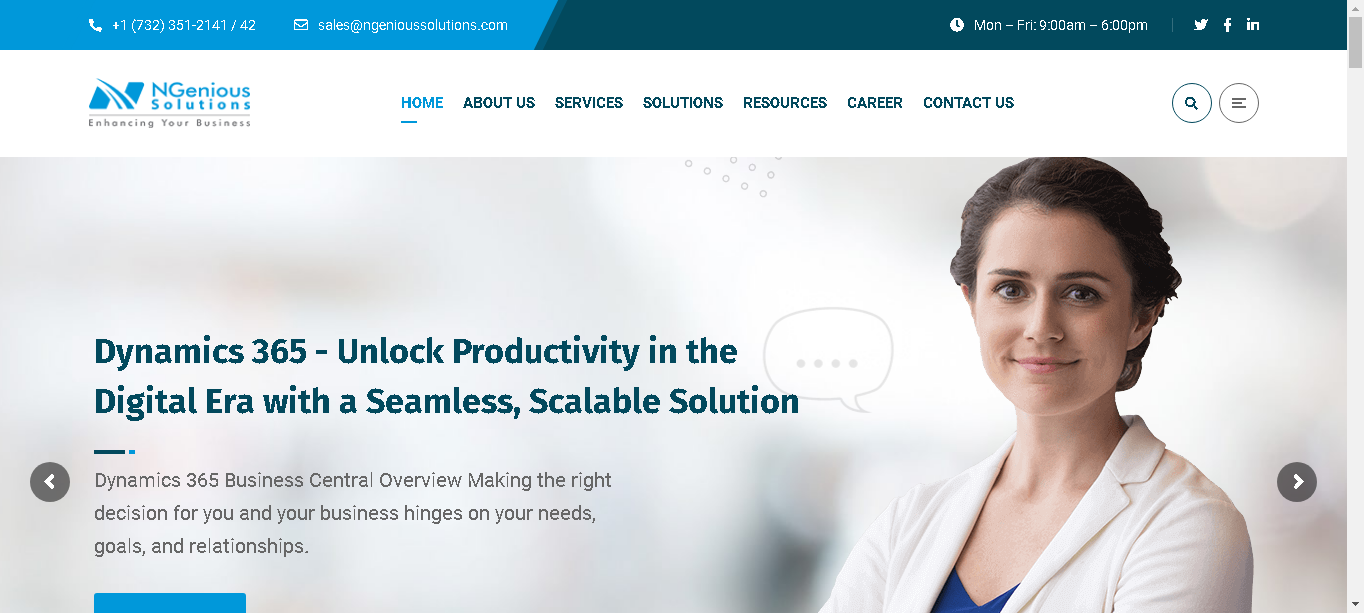 +1 (732) 351-2141 / 42
sales@ngenioussolutions.com
Mon – Fri: 9:00am – 6:00pm
NGenious
Solutions
Enhancing Your Business
HOME
ABOUT US
SERVICES
SOLUTIONS
RESOURCES
CAREER
CONTACT US
Dynamics 365 - Unlock Productivity in the
Digital Era with a Seamless, Scalable Solution
Dynamics 365 Business Central Overview Making the right
decision for you and your business hinges on your needs,
goals, and relationships.